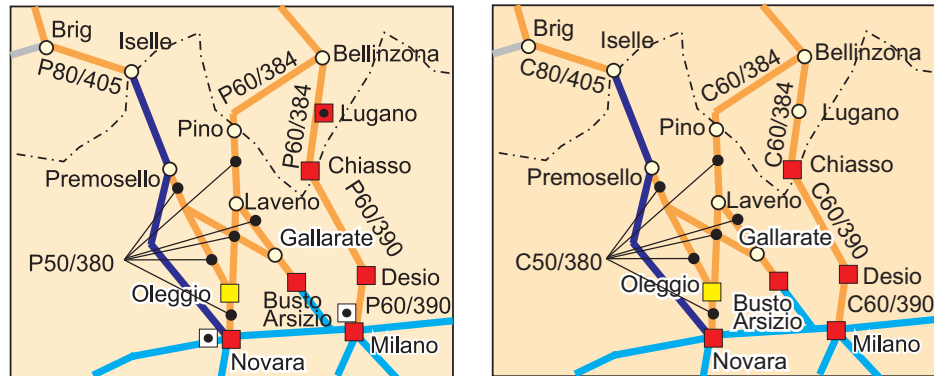 Brig
Iselle
P80/405
P60/384
Bellinzona
P60/384
Lugano
Pino
Chiasso
Premosello
Laveno
P60/390
Gallarate
P50/380
Desio
Oleggio
Busto
Arsizio
P60/390
Milano
Novara
Brig
Iselle
C80/405
C60/384
Bellinzona
C60/384
Lugano
Pino
Chiasso
Premosello
Laveno
C60/390
Gallarate
C50/380
Desio
Oleggio
Busto
Arsizio
C60/390
Milano
Novara